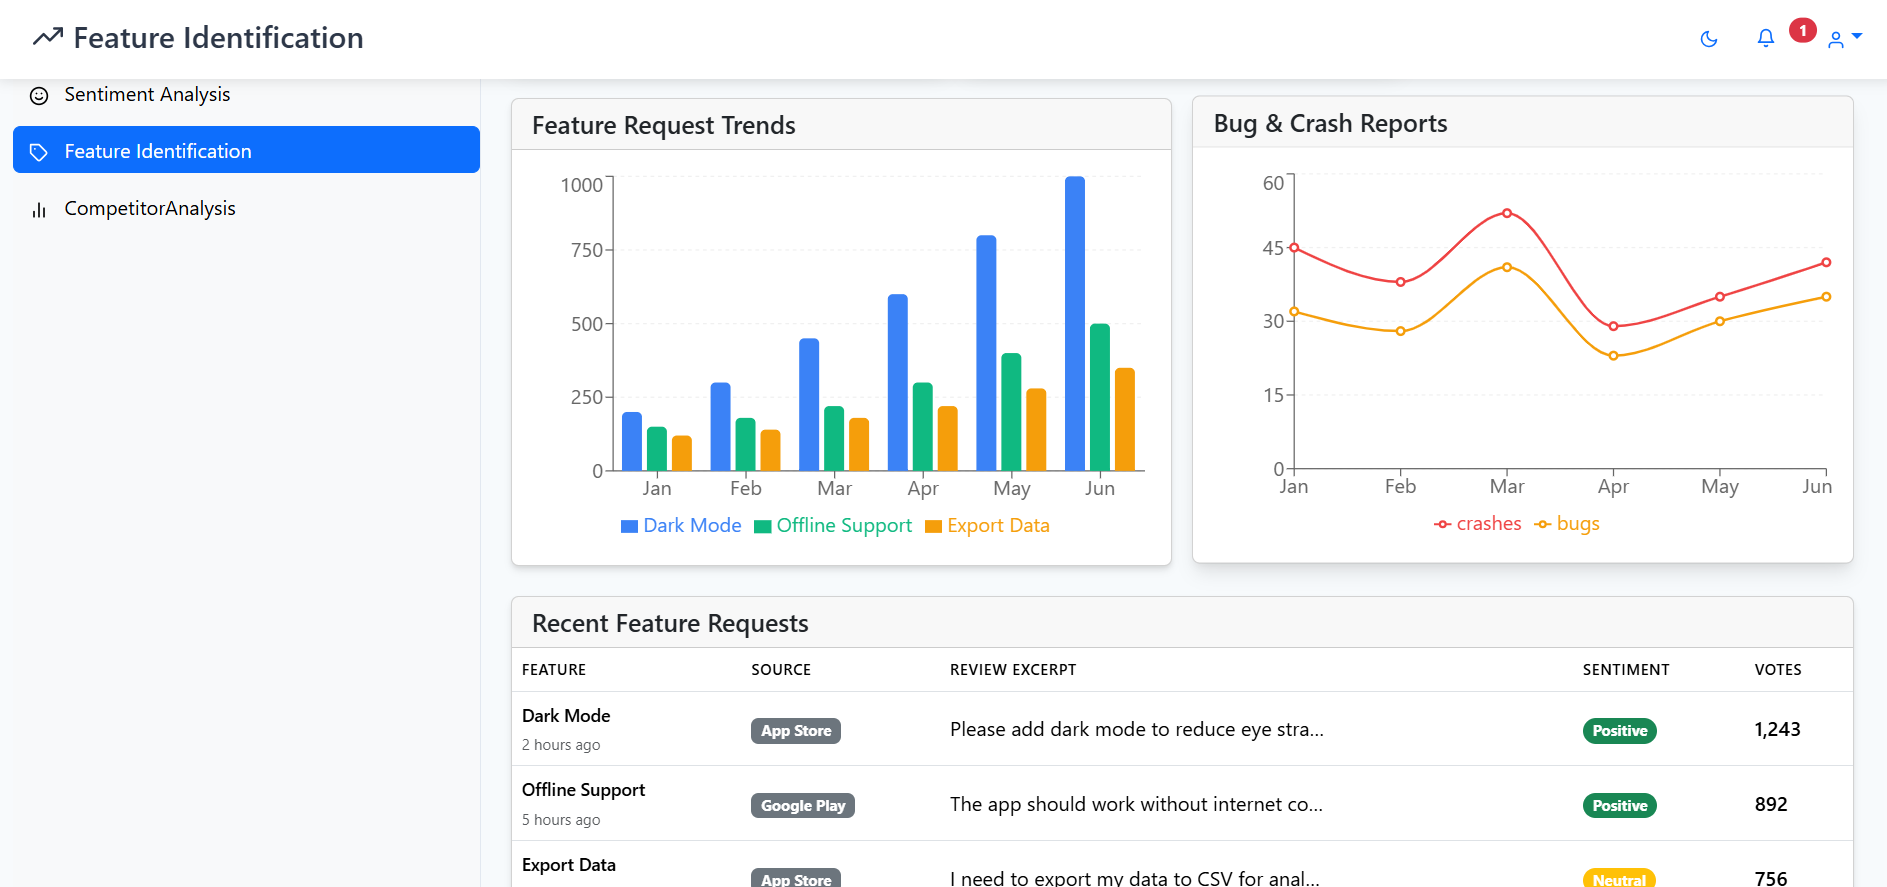 Feature Identification
1
Sentiment Analysis
Feature Identification
CompetitorAnalysis
Feature Request Trends
1000
750
500
250
0
Jan Feb Mar Apr May Jun
Dark Mode Offline Support Export Data
Bug & Crash Reports
60
45
30
15
0
Jan Feb Mar Apr May Jun
crashes bugs
Recent Feature Requests
FEATURE SOURCE REVIEW EXCERPT SENTIMENT VOTES
Dark Mode
2 hours ago
App Store Please add dark mode to reduce eye stra... Positive 1,243
Offline Support
5 hours ago
Google Play The app should work without internet co... Positive 892
Export Data
App Store I need to export my data to CSV for anal... Neutral 756